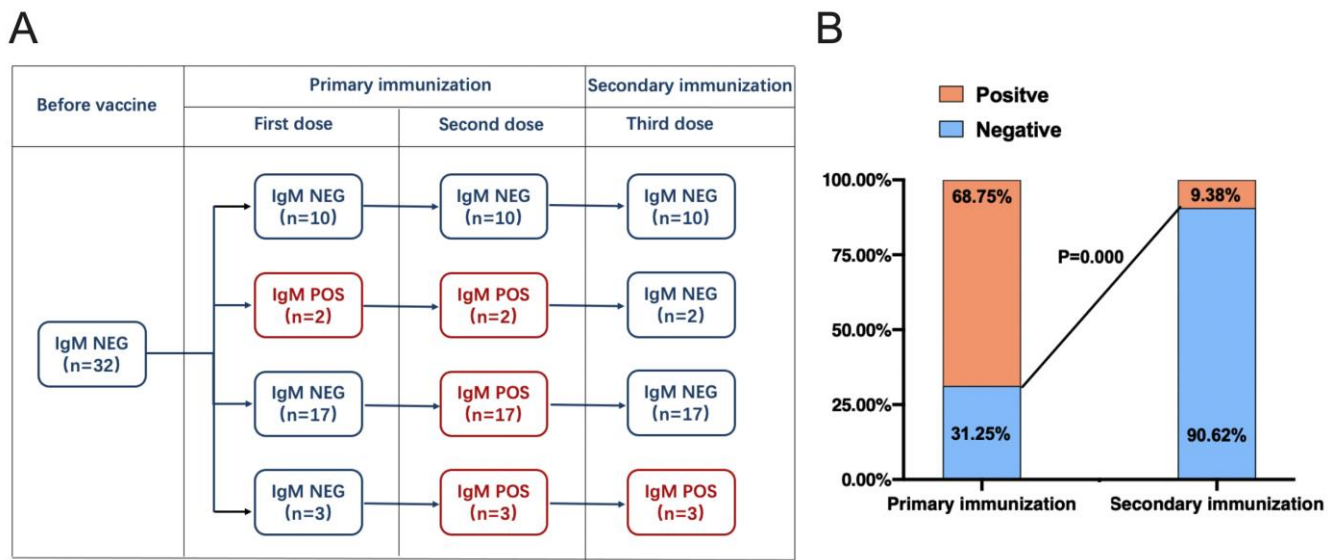 A
Before vaccine
Primary immunization
Secondary immunization
First dose
Second dose
Third dose
IgM NEG
(n=32)
IgM NEG
(n=10)
IgM NEG
(n=10)
IgM NEG
(n=10)
IgM POS
(n=2)
IgM POS
(n=2)
IgM NEG
(n=2)
IgM NEG
(n=17)
IgM POS
(n=17)
IgM NEG
(n=17)
IgM NEG
(n=3)
IgM POS
(n=3)
IgM POS
(n=3)
B
Positve
Negative
100.00%
75.00%
50.00%
25.00%
0.00%
68.75%
31.25%
P=0.000
9.38%
90.62%
Primary immunization
Secondary immunization